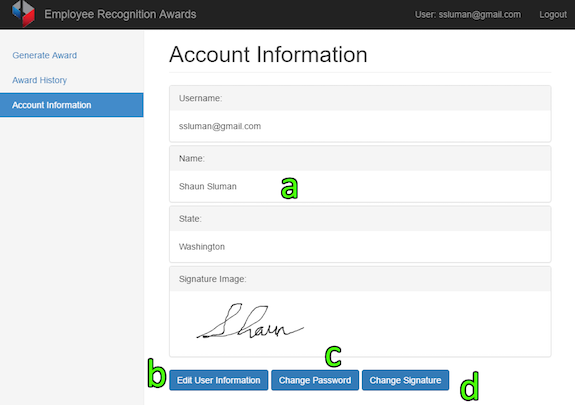 Employee Recognition Awards User: ssluman@gmail.com Logout
Generate Award
Award History
Account Information
Account Information
Username:
ssluman@gmail.com
Name:
Shaun Sluman
a
State:
Washington
Signature Image:
Shaun
c
b
Edit User Information Change Password Change Signature
d